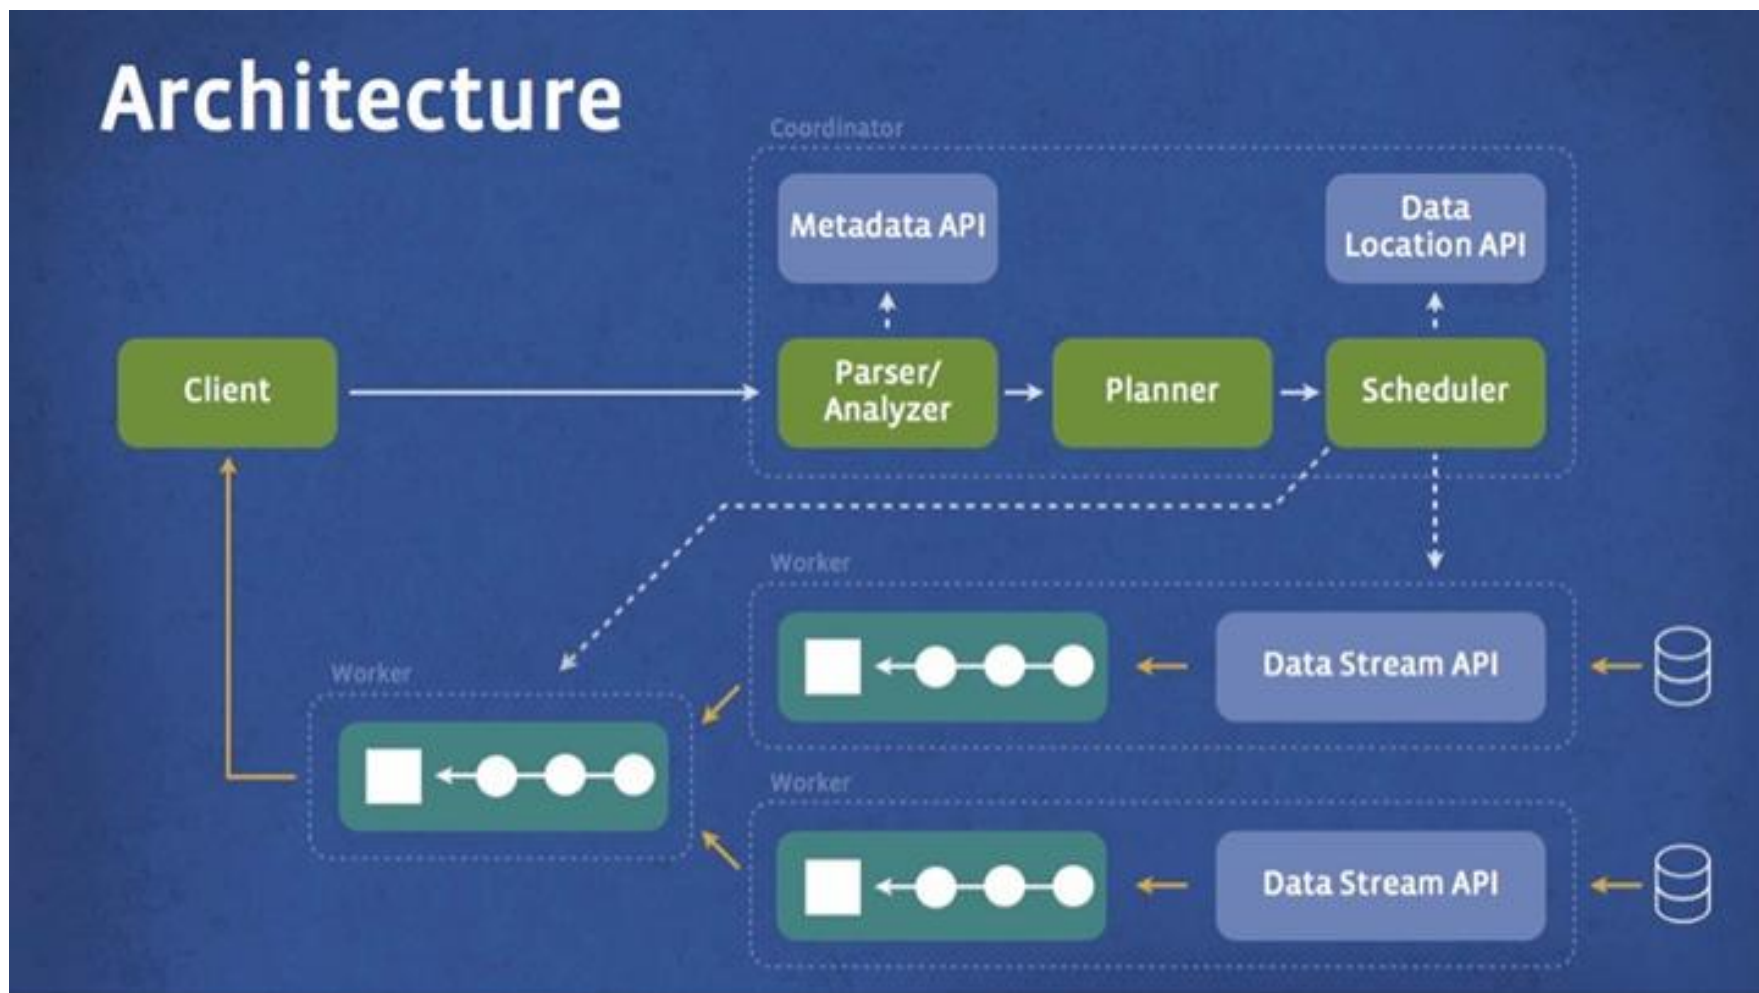 Architecture
Coordinator
Metadata API
Data
Location API
Client
Parser/
Analyzer
Planner
Scheduler
Worker
Data Stream API
Worker
Worker
Data Stream API